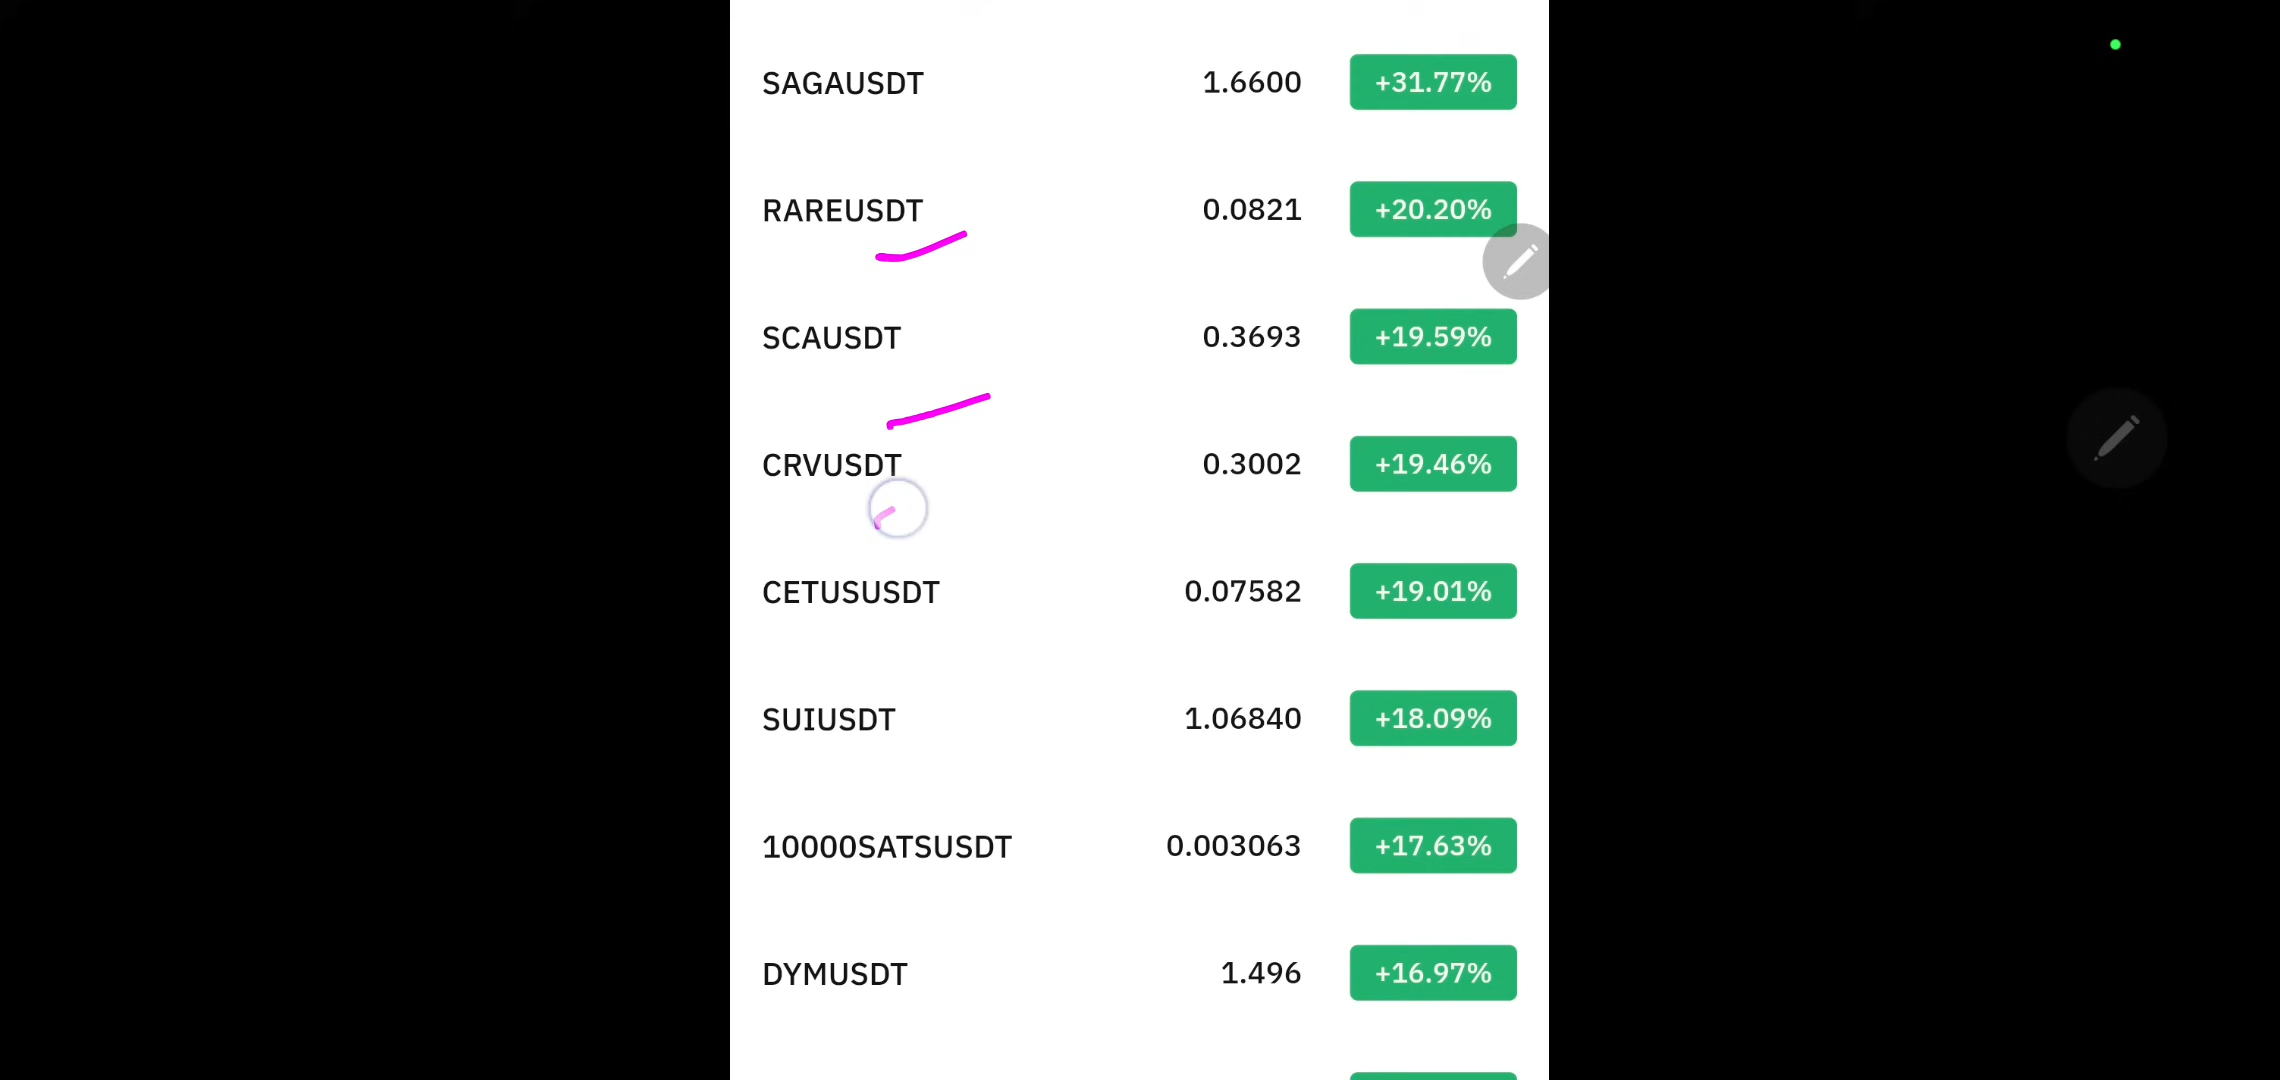 SAGAUSDT 1.6600 +31.77%
RAREUSDT 0.0821 +20.20%
SCAUSDT 0.3693 +19.59%
CRVUSDT 0.3002 +19.46%
CETUSUSDT 0.07582 +19.01%
SUIUSDT 1.06840 +18.09%
10000SATSUSDT 0.003063 +17.63%
DYMUSDT 1.496 +16.97%